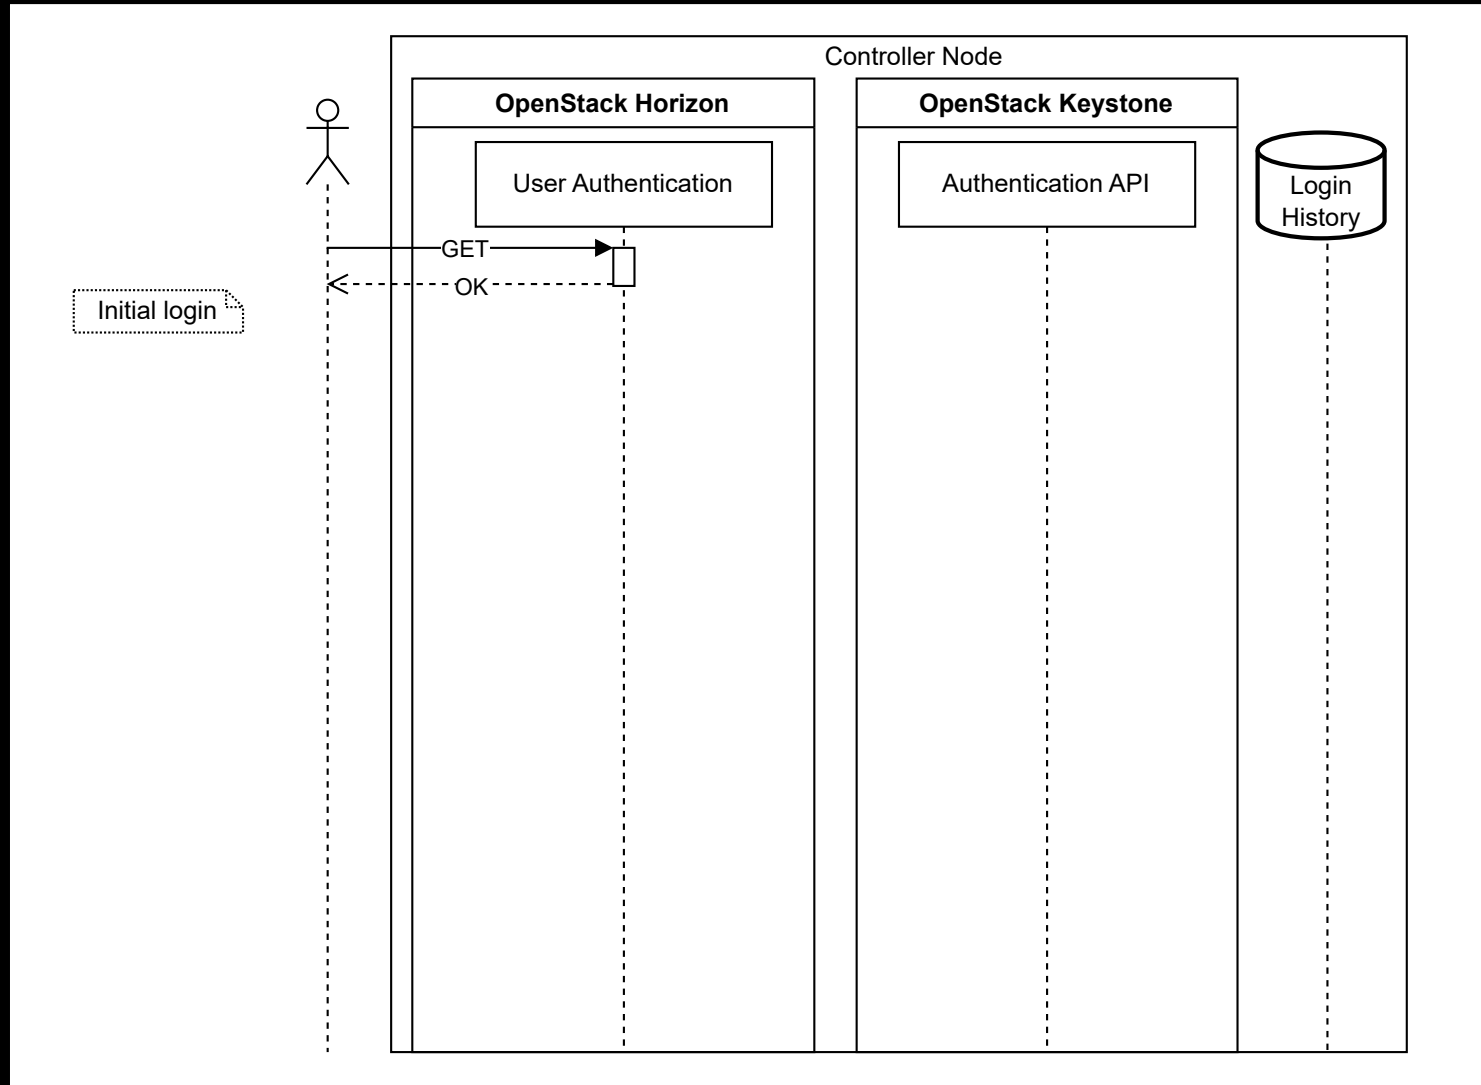 Controller Node
OpenStack Horizon
OpenStack Keystone
User Authentication
Authentication API
Login
History
GET
OK
Initial login